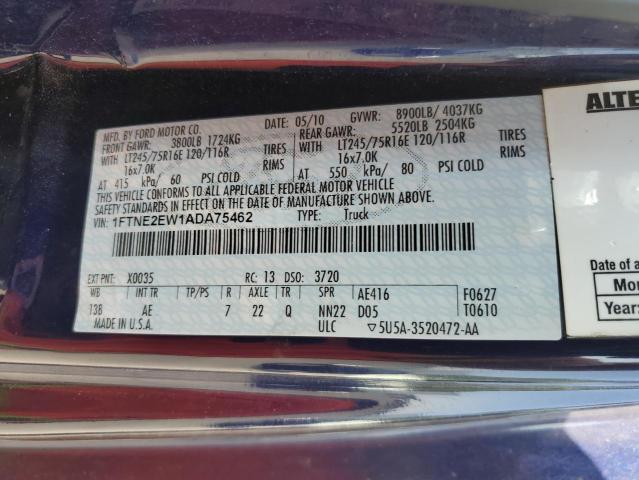 MFD. BY FORD MOTOR CO.
DATE: 05/10 GVWR: 8900LB/ 4037KG
FRONT GAWR: 3800LB 1724KG
REAR GAWR: 5520LB 2504KG
WITH LT245/75R16E 120/116R TIRES
WITH LT245/75R16E 120/116R TIRES
16x7.0K RIMS
16x7.0K RIMS
AT 415 kPa/ 60 PSI COLD
AT 550 kPa/ 80 PSI COLD
THIS VEHICLE CONFORMS TO ALL APPLICABLE FEDERAL MOTOR VEHICLE
SAFETY STANDARDS IN EFFECT ON THE DATE OF MANUFACTURE SHOWN ABOVE.
VIN: 1FTNE2EW1ADA75462 TYPE: Truck
EXT PNT: X0035 RC: 13 DSO: 3720
WB INT TR TP/PS R AXLE TR SPR AE416 F0627
138 AE 7 22 Q NN22 D05 T0610
MADE IN U.S.A. ULC ▽5U5A-3520472-AA
ALTE
Date of a
Mo
Year: